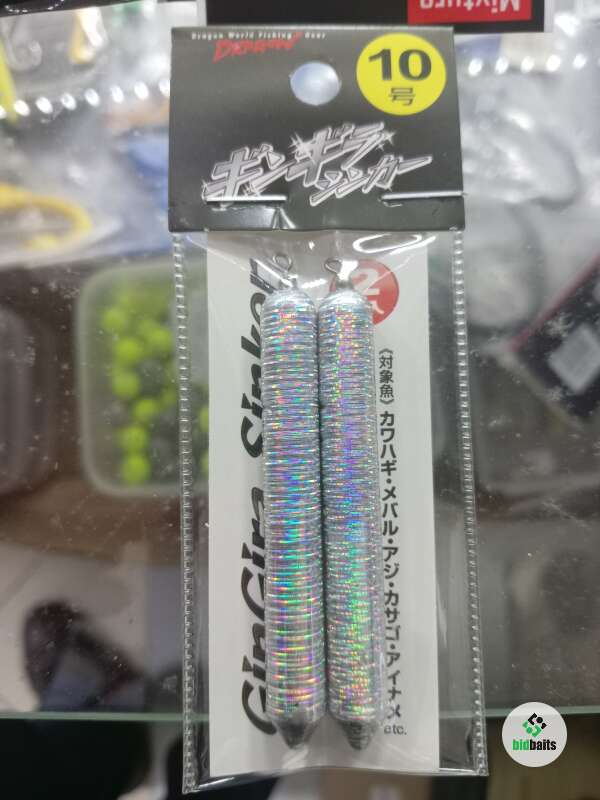 Mixture
Dragon World Fishing Gear
DRAGON
10
号
ギンギラ
シンカー
2入
GinGira Sinker
《対象魚》カワハギ・メバル・アジ・カサゴ・アイナメ
etc.
bidbaits